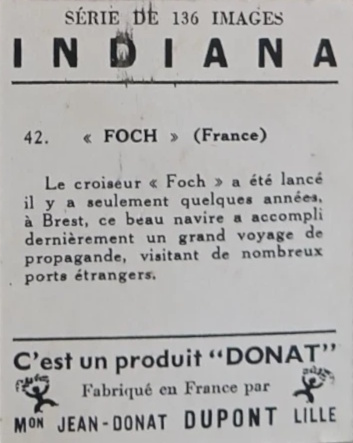 SÉRIE DE 136 IMAGES
INDIANA
42. « FOCH » (France)
Le croiseur « Foch » a été lancé
il y a seulement quelques années,
à Brest, ce beau navire a accompli
dernièrement un grand voyage de
propagande, visitant de nombreux
ports étrangers.
C'est un produit "DONAT"
Fabriqué en France par
MON JEAN-DONAT DUPONT LILLE